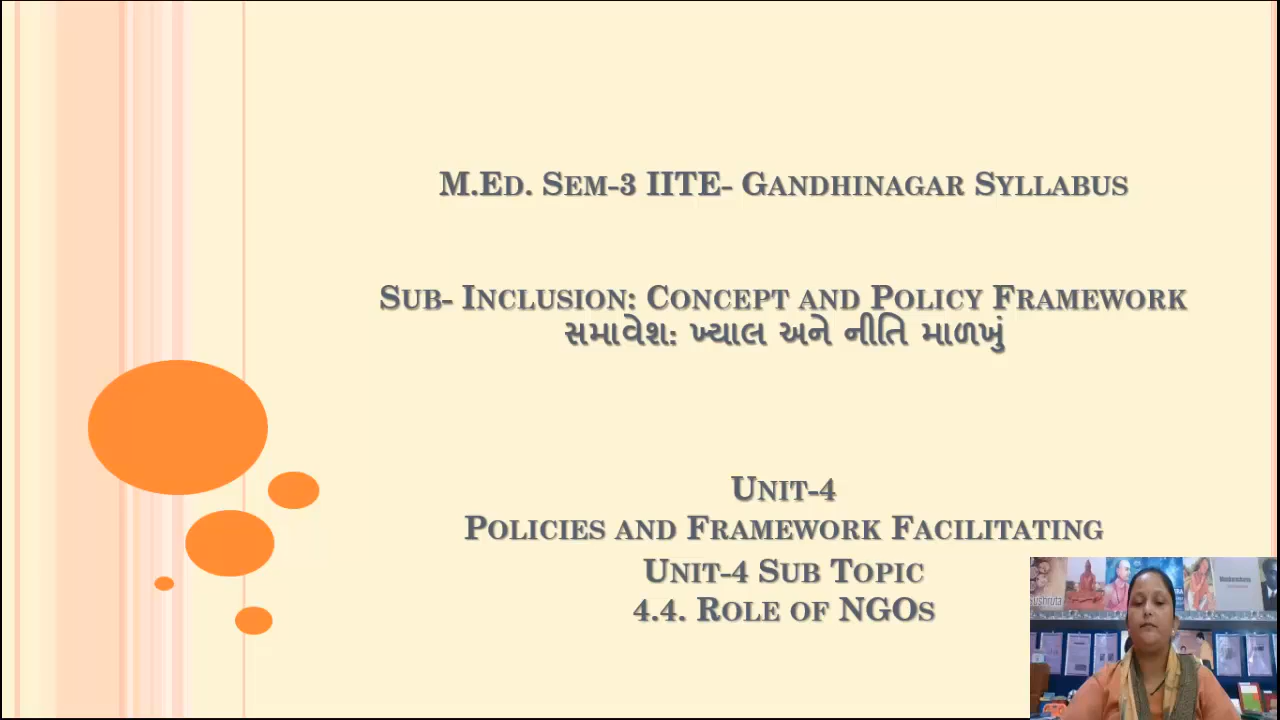 M.Ed. Sem-3 IITE- Gandhinagar Syllabus
Sub- Inclusion: Concept and Policy Framework
સમાવેશ: ખ્યાલ અને નીતિ માળખું
Unit-4
Policies and Framework Facilitating
Unit-4 Sub Topic
4.4. Role of NGOs